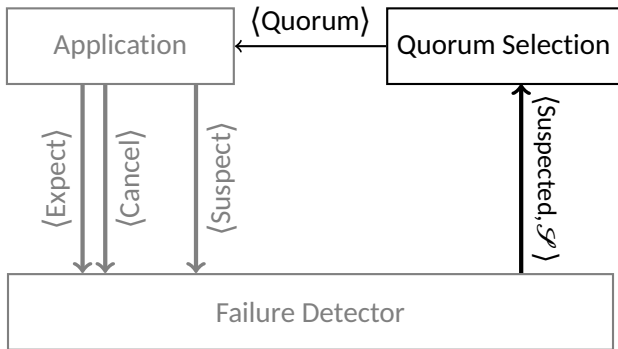 ⟨Quorum⟩
Application
Quorum Selection
⟨Expect⟩
⟨Cancel⟩
⟨Suspect⟩
⟨Suspected,𝒮⟩
Failure Detector